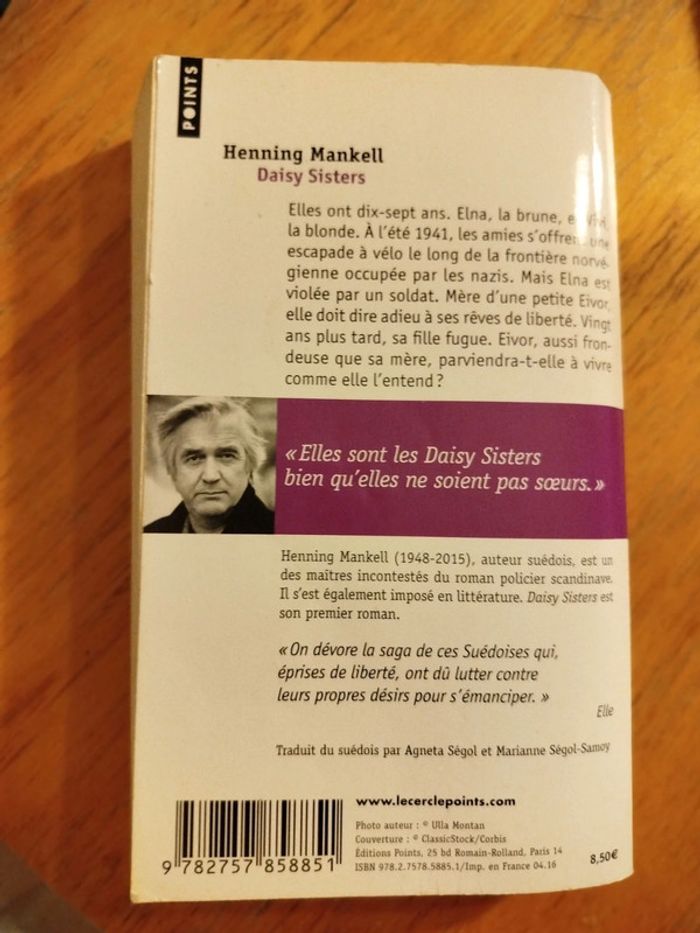 POINTS
Henning Mankell
Daisy Sisters
Elles ont dix-sept ans. Elna, la brune, et Vivi,
la blonde. À l'été 1941, les amies s'offrent une
escapade à vélo le long de la frontière norvé-
gienne occupée par les nazis. Mais Elna est
violée par un soldat. Mère d'une petite Eivor,
elle doit dire adieu à ses rêves de liberté. Vingt
ans plus tard, sa fille fugue. Eivor, aussi fron-
deuse que sa mère, parviendra-t-elle à vivre
comme elle l'entend ?
« Elles sont les Daisy Sisters
bien qu'elles ne soient pas sœurs. »
Henning Mankell (1948-2015), auteur suédois, est un
des maîtres incontestés du roman policier scandinave.
Il s'est également imposé en littérature. Daisy Sisters est
son premier roman.
« On dévore la saga de ces Suédoises qui,
éprises de liberté, ont dû lutter contre
leurs propres désirs pour s'émanciper. »
Elle
Traduit du suédois par Agneta Ségol et Marianne Ségol-Samoy
www.lecerclepoints.com
Photo auteur : © Ulla Montan
Couverture : © ClassicStock/Corbis
Éditions Points, 25 bd Romain-Rolland, Paris 14
ISBN 978.2.7578.5885.1/Imp. en France 04.16
8,50€
9 782757 858851